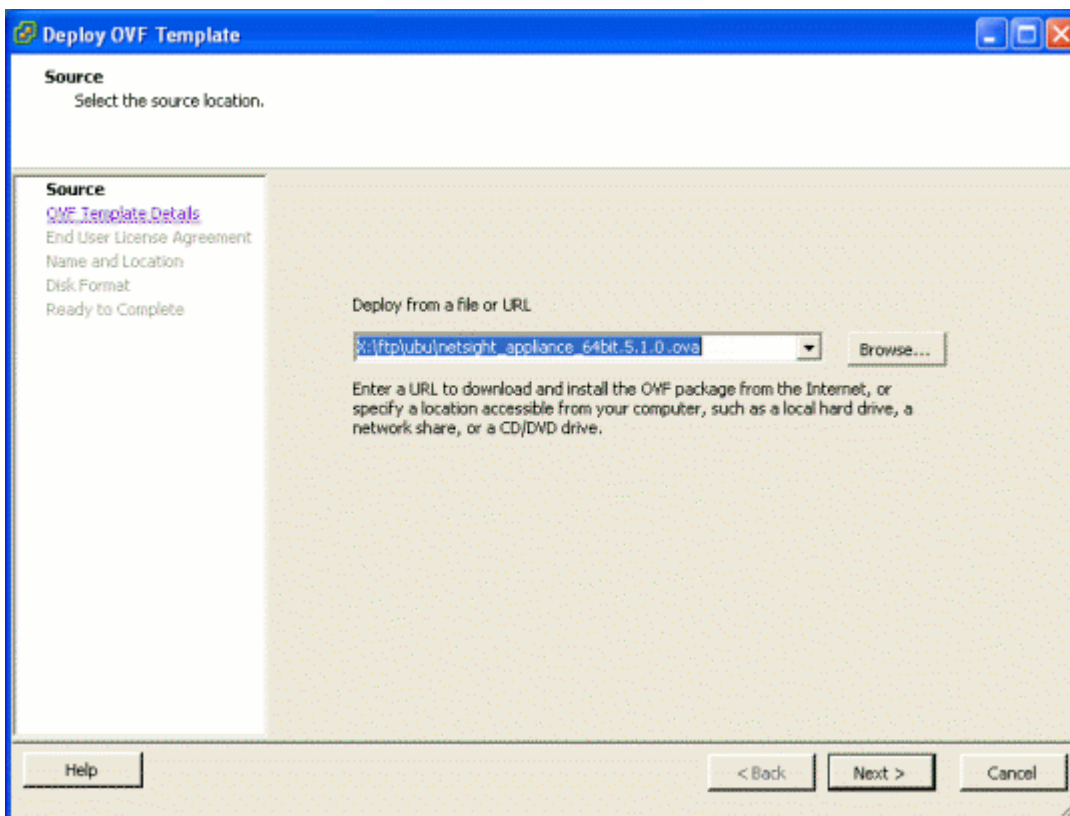 Deploy OVF Template
Source
Select the source location.
Source
OVF Template Details
End User License Agreement
Name and Location
Disk Format
Ready to Complete
Deploy from a file or URL
X:\ftp\ubu\netsight_appliance_64bit.5.1.0.ova
Browse...
Enter a URL to download and install the OVF package from the Internet, or
specify a location accessible from your computer, such as a local hard drive, a
network share, or a CD/DVD drive.
Help
< Back
Next >
Cancel